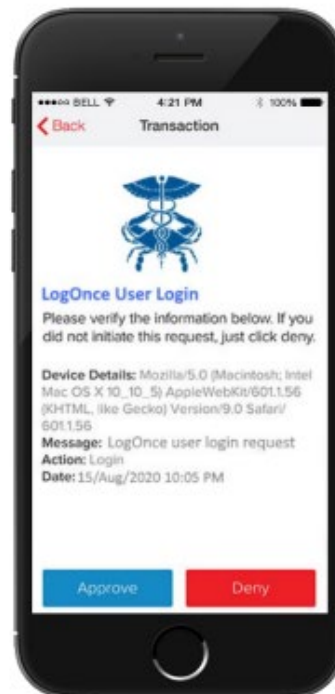 BELL 4:21 PM 100%
Back Transaction
LogOnce User Login
Please verify the information below. If you
did not initiate this request, just click deny.
Device Details: Mozilla/5.0 (Macintosh; Intel
Mac OS X 10_10_5) AppleWebKit/601.1.56
(KHTML, like Gecko) Version/9.0 Safari/
601.1.56
Message: LogOnce user login request
Action: Login
Date: 15/Aug/2020 10:05 PM
Approve Deny